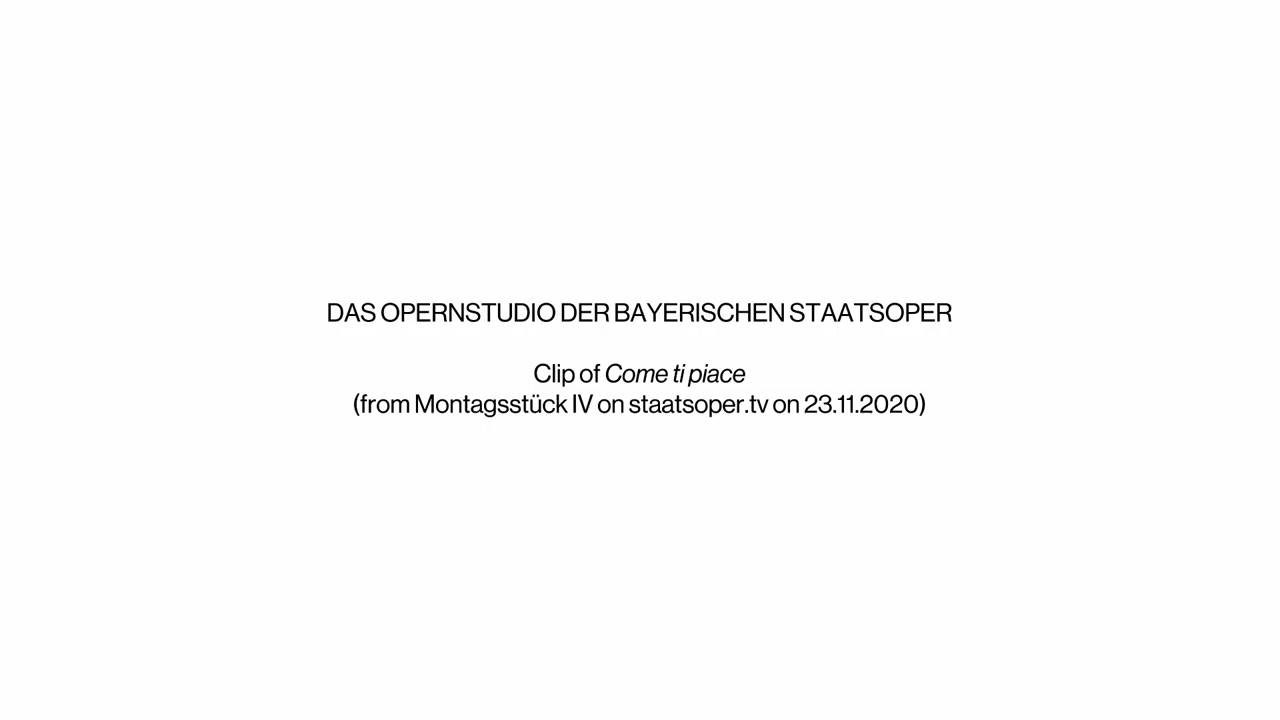 DAS OPERNSTUDIO DER BAYERISCHEN STAATSOPER
Clip of Come ti piace
(from Montagsstück IV on staatsoper.tv on 23.11.2020)